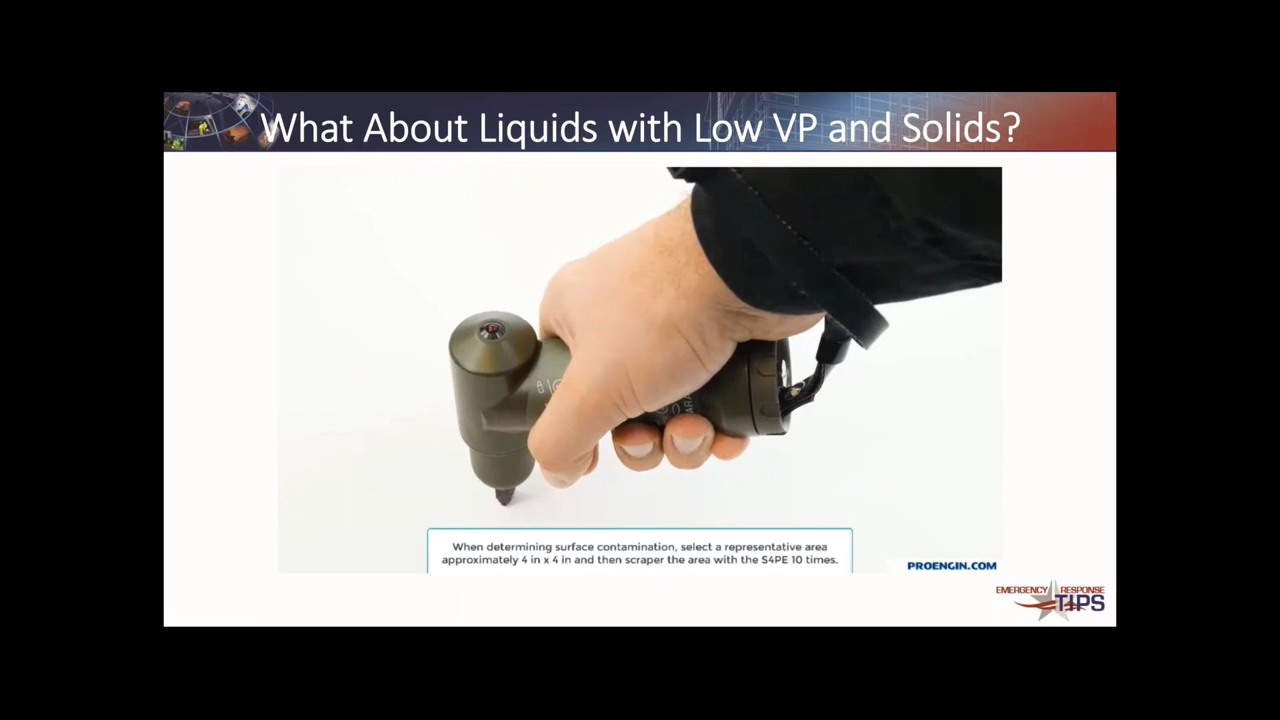 What About Liquids with Low VP and Solids?
When determining surface contamination, select a representative area
approximately 4 in x 4 in and then scraper the area with the S4PE 10 times.
PROENGIN.COM
EMERGENCY RESPONSE
TIPS